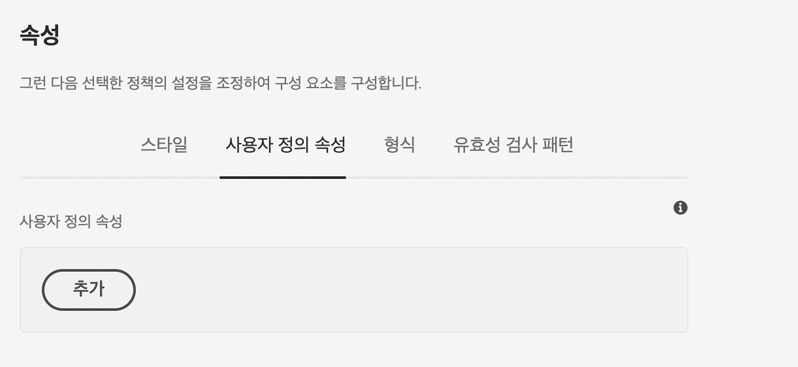 속성
그런 다음 선택한 정책의 설정을 조정하여 구성 요소를 구성합니다.
스타일 사용자 정의 속성 형식 유효성 검사 패턴
사용자 정의 속성
추가